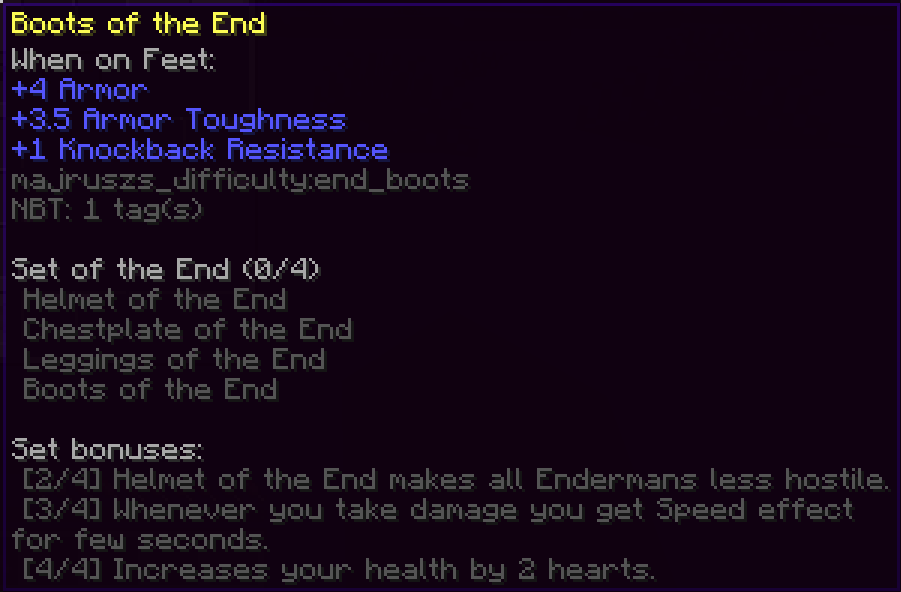 Boots of the End
When on Feet:
+4 Armor
+3.5 Armor Toughness
+1 Knockback Resistance
majruszs_difficulty:end_boots
NBT: 1 tag(s)
Set of the End (0/4)
Helmet of the End
Chestplate of the End
Leggings of the End
Boots of the End
Set bonuses:
[2/4] Helmet of the End makes all Endermans less hostile.
[3/4] Whenever you take damage you get Speed effect
for few seconds.
[4/4] Increases your health by 2 hearts.